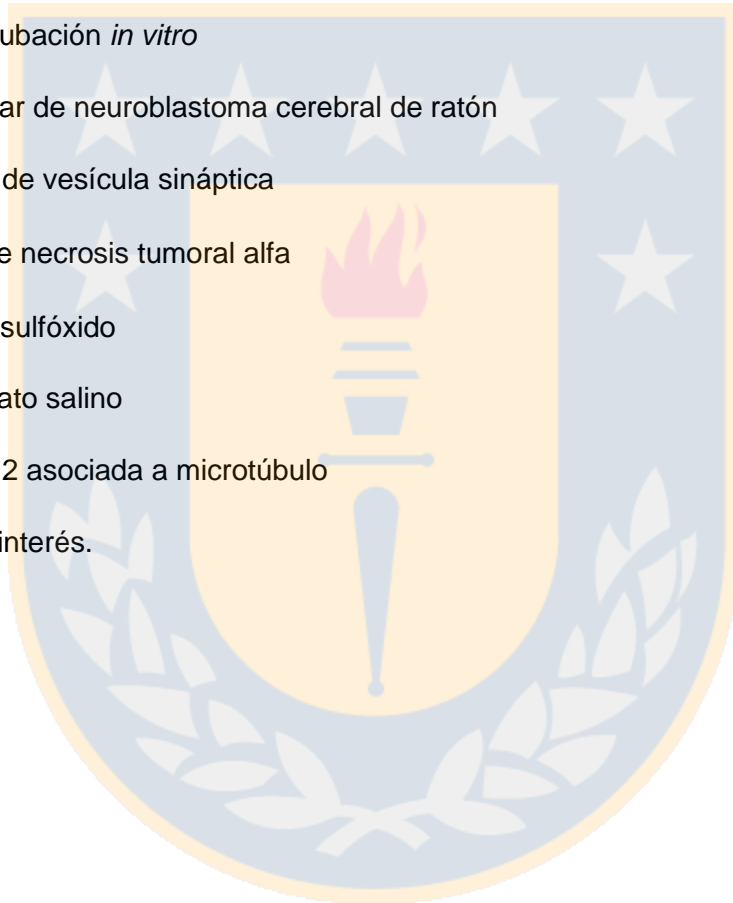 ubación in vitro
ar de neuroblastoma cerebral de ratón
de vesícula sináptica
e necrosis tumoral alfa
sulfóxido
ato salino
2 asociada a microtúbulo
interés.